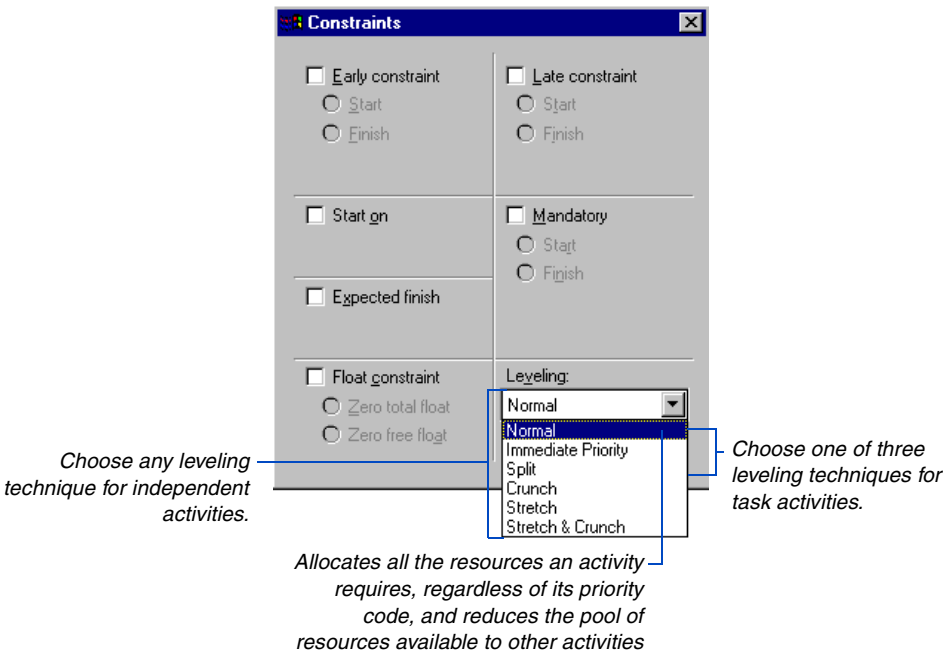 Constraints
Early constraint
Start
Finish
Late constraint
Start
Finish
Start on
Mandatory
Start
Finish
Expected finish
Float constraint
Zero total float
Zero free float
Leveling:
Normal
Normal
Immediate Priority
Split
Crunch
Stretch
Stretch & Crunch
Choose any leveling
technique for independent
activities.
Choose one of three
leveling techniques for
task activities.
Allocates all the resources an activity
requires, regardless of its priority
code, and reduces the pool of
resources available to other activities